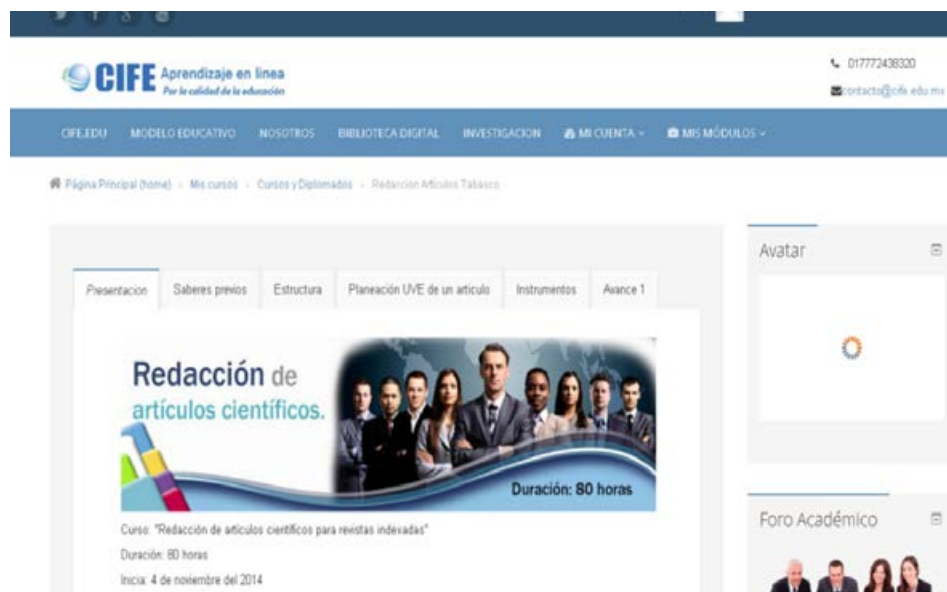 CIFE Aprendizaje en linea
Por la calidad de la educación
017772438320
contacto@cife.edu.mx
CIFE.EDU MODELO EDUCATIVO NOSOTROS BIBLIOTECA DIGITAL INVESTIGACION MI CUENTA MIS MÓDULOS
Página Principal (home) Mis cursos Cursos y Diplomados Redaccion Artículos Tabasco
Avatar
Presentacion Saberes previos Estructura Planeación UVE de un articulo Instrumentos Avance 1
Redacción de
artículos científicos.
Duración: 80 horas
Foro Académico
Curso: "Redacción de artículos científicos para revistas indexadas"
Duración: 80 horas
Inicia: 4 de noviembre del 2014